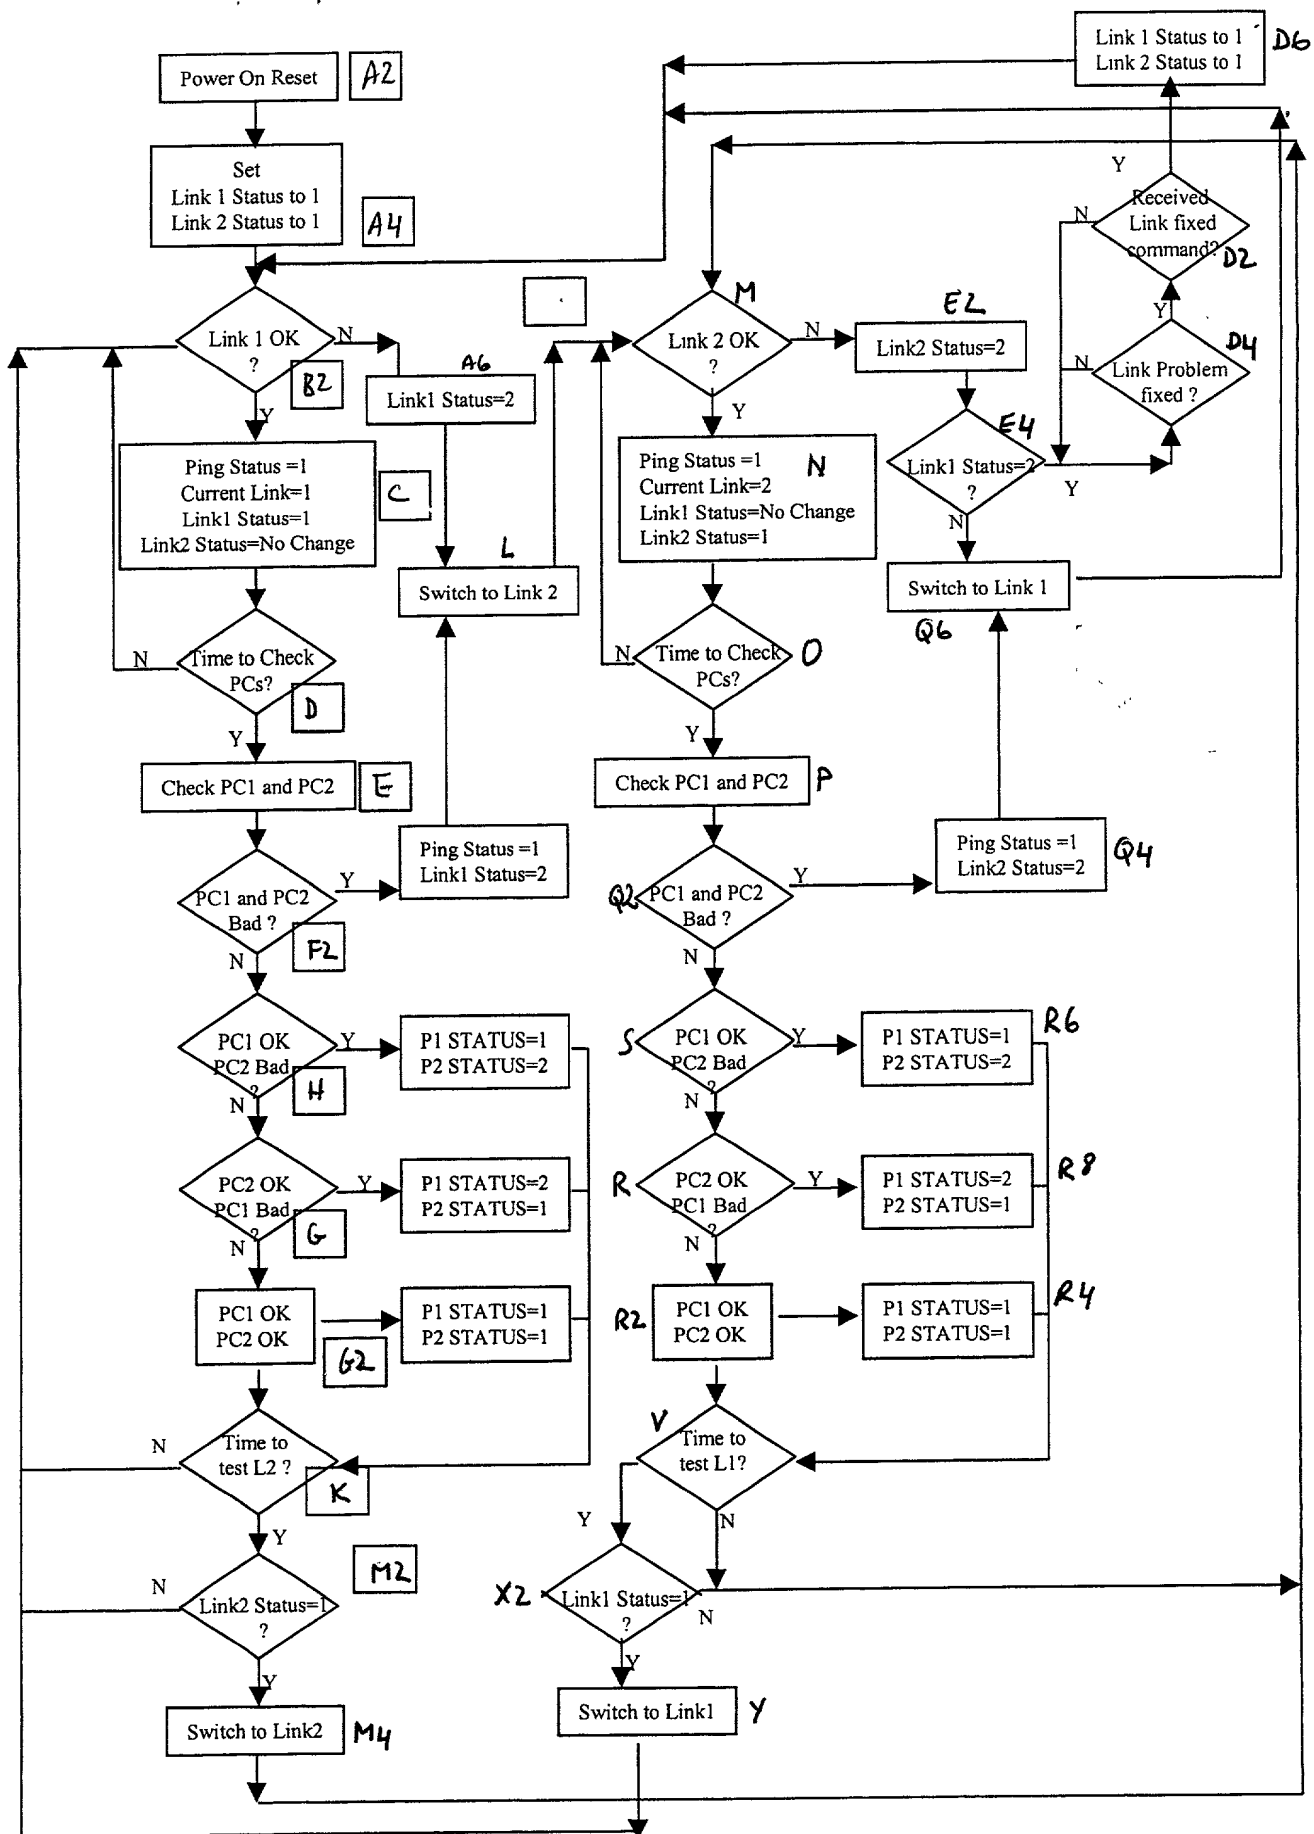 Power On Reset
A2
Set
Link 1 Status to 1
Link 2 Status to 1
A4
Link 1 OK
?
B2
N
Y
A6
Link1 Status=2
Ping Status =1
Current Link=1
Link1 Status=1
Link2 Status=No Change
C
L
Switch to Link 2
Time to Check
PCs?
D
N
Y
Check PC1 and PC2
E
Ping Status =1
Link1 Status=2
PC1 and PC2
Bad ?
F2
Y
N
PC1 OK
PC2 Bad
?
H
Y
N
P1 STATUS=1
P2 STATUS=2
PC2 OK
PC1 Bad
?
G
Y
N
P1 STATUS=2
P2 STATUS=1
PC1 OK
PC2 OK
G2
P1 STATUS=1
P2 STATUS=1
Time to
test L2 ?
K
N
Y
M2
Link2 Status=1
?
N
Y
Switch to Link2
M4
Link 2 OK
?
M
N
Y
E2
Link2 Status=2
E4
Link1 Status=2
?
Y
N
Ping Status =1
Current Link=2
Link1 Status=No Change
Link2 Status=1
N
Switch to Link 1
Q6
Time to Check
PCs?
O
N
Y
Check PC1 and PC2
P
Ping Status =1
Link2 Status=2
Q4
Q2
PC1 and PC2
Bad ?
Y
N
S
PC1 OK
PC2 Bad
?
Y
N
P1 STATUS=1
P2 STATUS=2
R6
R
PC2 OK
PC1 Bad
?
Y
N
P1 STATUS=2
P2 STATUS=1
R8
R2
PC1 OK
PC2 OK
P1 STATUS=1
P2 STATUS=1
R4
V
Time to
test L1?
Y
N
X2
Link1 Status=1
?
N
Y
Switch to Link1
Y
Link 1 Status to 1
Link 2 Status to 1
D6
Y
Received
Link fixed
command?
D2
N
Y
Link Problem
fixed ?
D4
N